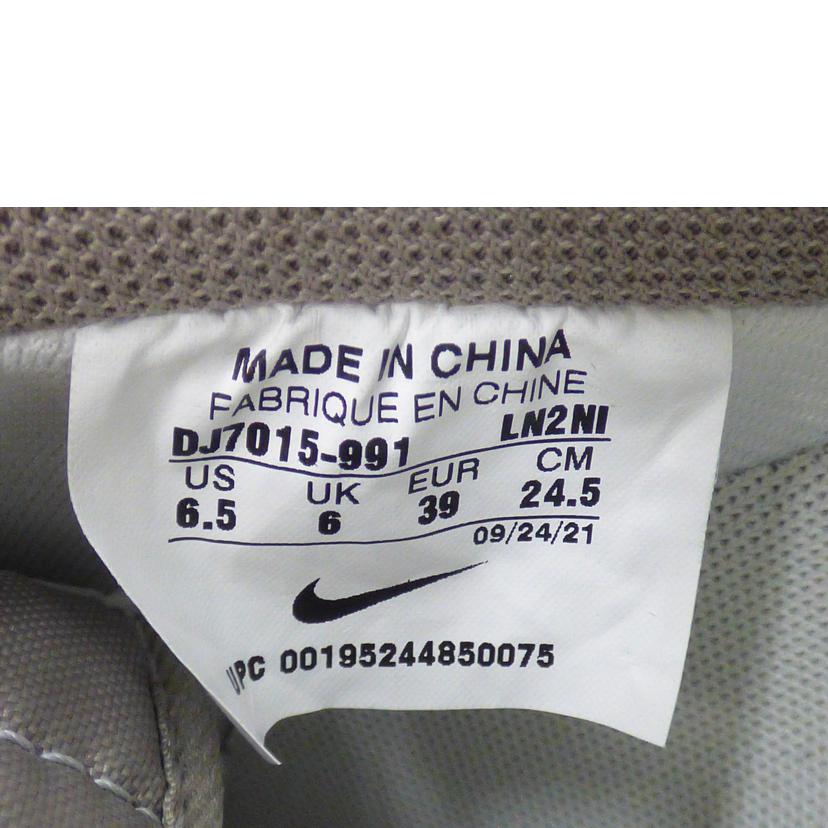 MADE IN CHINA
FABRIQUE EN CHINE
DJ7015-991 LN2NI
US UK EUR CM
6.5 6 39 24.5
09/24/21
UPC 00195244850075